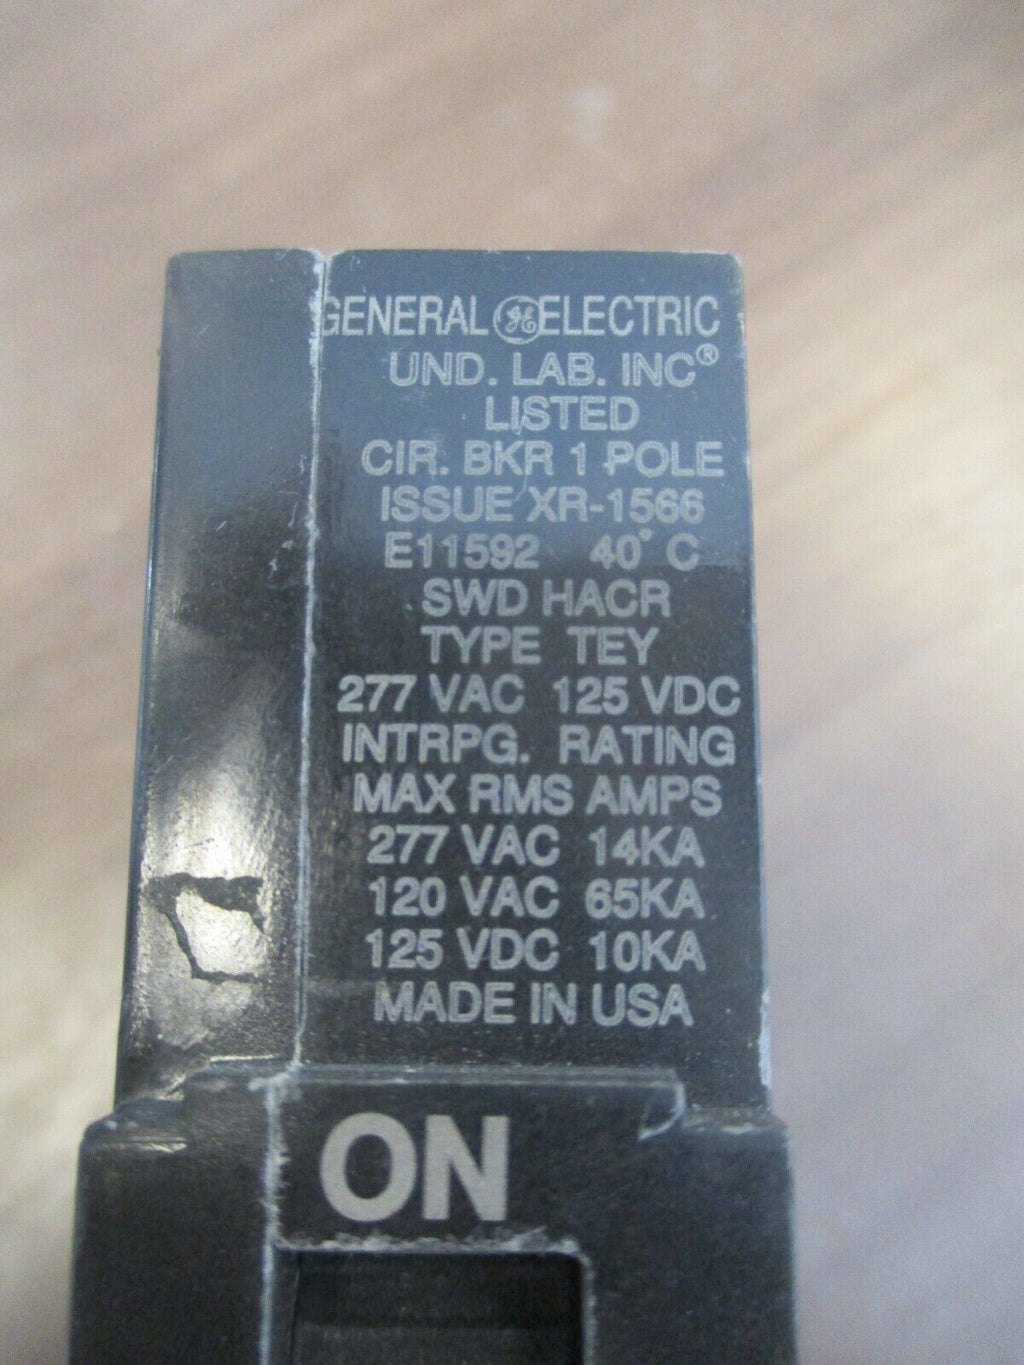 GENERAL GE ELECTRIC
UND. LAB. INC®
LISTED
CIR. BKR 1 POLE
ISSUE XR-1566
E11592 40° C
SWD HACR
TYPE TEY
277 VAC 125 VDC
INTRPG. RATING
MAX RMS AMPS
277 VAC 14KA
120 VAC 65KA
125 VDC 10KA
MADE IN USA
ON